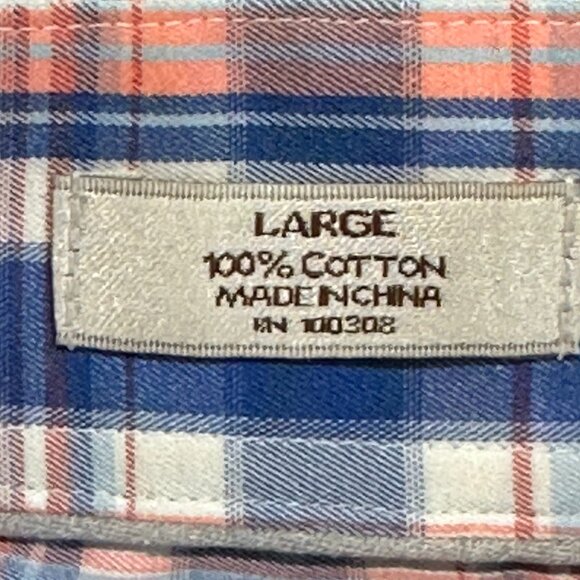 LARGE
100% COTTON
MADE IN CHINA
RN 100308